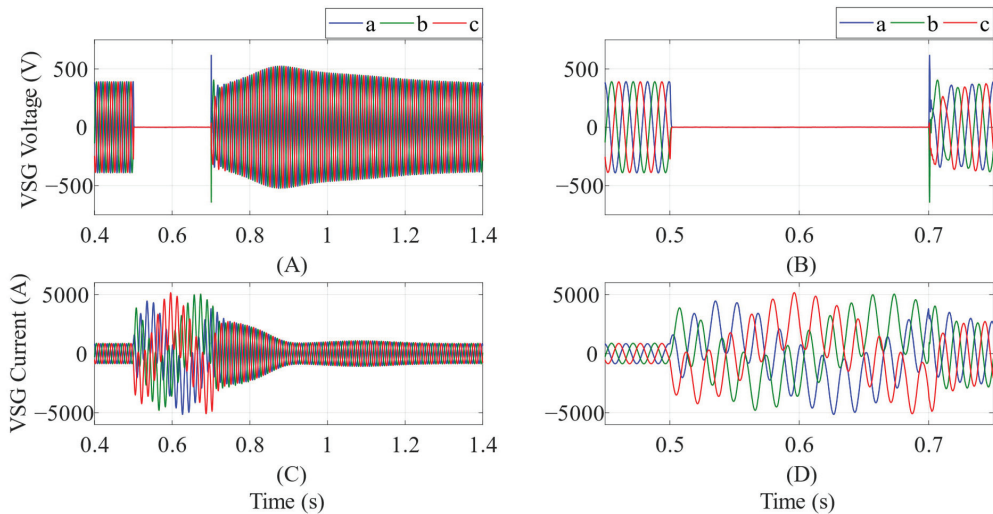 a b c
a b c
VSG Voltage (V)
500
0
−500
0.4 0.6 0.8 1 1.2 1.4
(A)
500
0
−500
0.5 0.6 0.7
(B)
VSG Current (A)
5000
0
−5000
0.4 0.6 0.8 1 1.2 1.4
(C)
Time (s)
5000
0
−5000
0.5 0.6 0.7
(D)
Time (s)